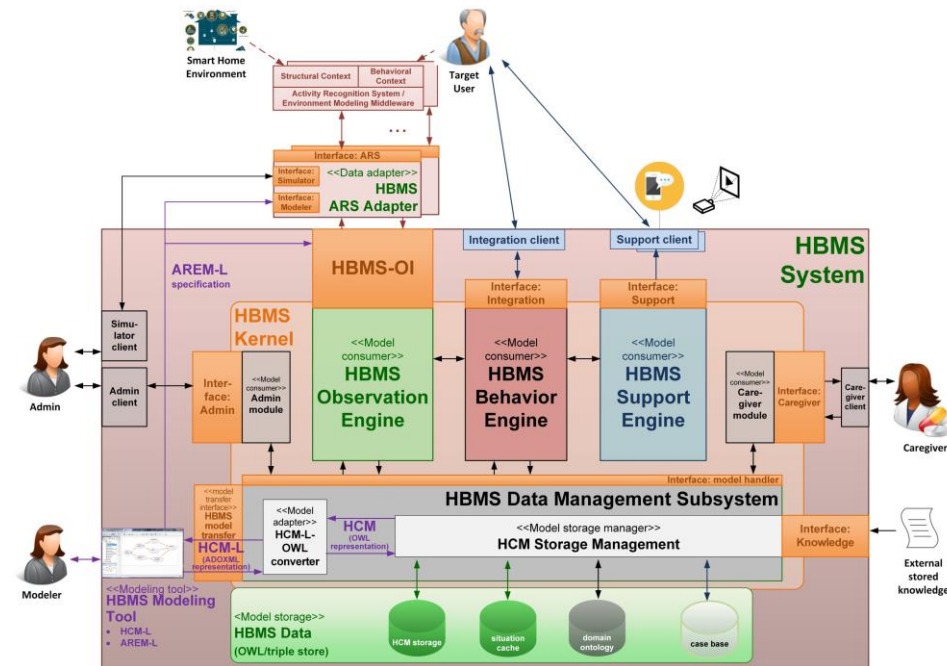 Smart Home
Environment
Target
User
Structural Context
Behavioral
Context
Activity Recognition System /
Environment Modeling Middleware
...
Interface: ARS
Interface:
Simulator
Interface:
Modeler
<<Data adapter>>
HBMS
ARS Adapter
Integration client
Support client
HBMS
System
AREM-L
specification
HBMS-OI
Interface:
Integration
Interface:
Support
HBMS
Kernel
Simu-
lator
client
Admin
Admin
client
Inter-
face:
Admin
<<Model
consumer>>
Admin
module
<<Model
consumer>>
HBMS
Observation
Engine
<<Model
consumer>>
HBMS
Behavior
Engine
<<Model
consumer>>
HBMS
Support
Engine
<<Model
consumer>>
Care-
giver
module
Interface:
Caregiver
Care-
giver
client
Caregiver
Interface: model handler
HBMS Data Management Subsystem
<<model
transfer
interface>>
HBMS
model
transfer
HCM-L
(ADOXML
representation)
<<Model
adapter>>
HCM-L-
OWL
converter
HCM
(OWL
representation)
<<Model storage manager>>
HCM Storage Management
Interface:
Knowledge
External
stored
knowledge
Modeler
<<Modeling tool>>
HBMS Modeling
Tool
• HCM-L
• AREM-L
<<Model storage>>
HBMS Data
(OWL/triple store)
HCM storage
situation
cache
domain
ontology
case base